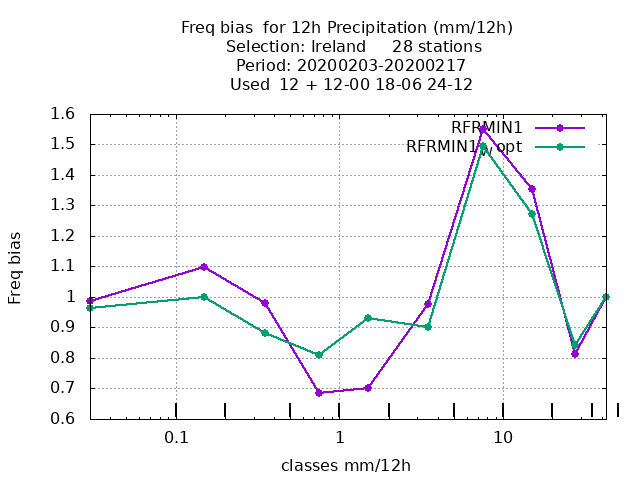 Freq bias  for 12h Precipitation (mm/12h)
Selection: Ireland     28 stations
Period: 20200203-20200217
Used  12 + 12-00 18-06 24-12
RFRMIN1
opt
1.6
1.5
1.4
1.3
1.2
1.1
1
0.9
0.8
0.7
0.6
Freq bias
0.1
1
10
classes mm/12h